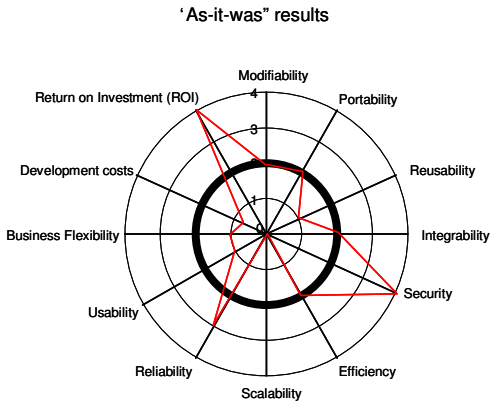 ‘As-it-was” results
Modifiability
Return on Investment (ROI)
4
Portability
3
Development costs
2
Reusability
1
Business Flexibility
0
Integrability
Security
Usability
Reliability
Efficiency
Scalability